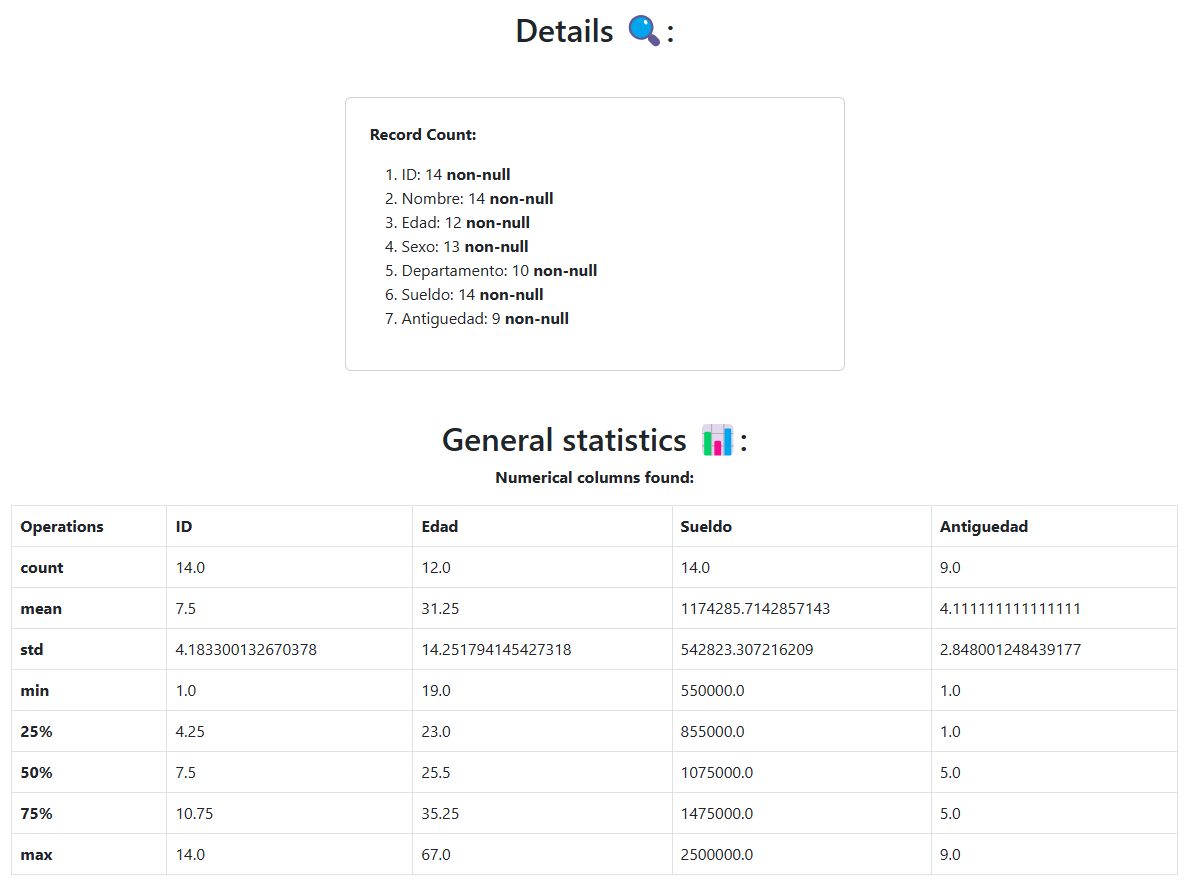 Details 🔍:
Record Count:
1. ID: 14 non-null
2. Nombre: 14 non-null
3. Edad: 12 non-null
4. Sexo: 13 non-null
5. Departamento: 10 non-null
6. Sueldo: 14 non-null
7. Antiguedad: 9 non-null
General statistics 📊:
Numerical columns found:
Operations ID Edad Sueldo Antiguedad
count 14.0 12.0 14.0 9.0
mean 7.5 31.25 1174285.7142857143 4.111111111111111
std 4.183300132670378 14.251794145427318 542823.307216209 2.848001248439177
min 1.0 19.0 550000.0 1.0
25% 4.25 23.0 855000.0 1.0
50% 7.5 25.5 1075000.0 5.0
75% 10.75 35.25 1475000.0 5.0
max 14.0 67.0 2500000.0 9.0